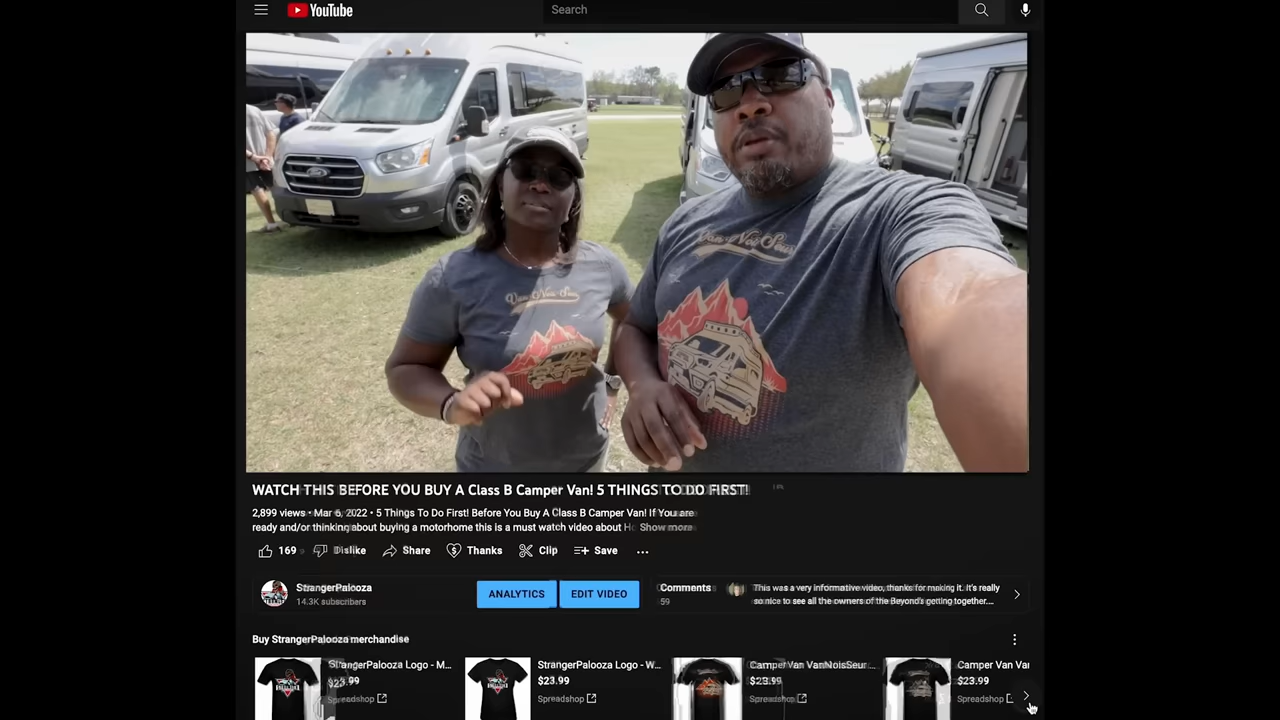 YouTube
Search
Ford
WATCH THIS BEFORE YOU BUY A Class B Camper Van! 5 THINGS TO DO FIRST!
2,899 views • Mar 6, 2022 • 5 Things To Do First! Before You Buy A Class B Camper Van! If You are
ready and/or thinking about buying a motorhome this is a must watch video about Show more
169 Dislike Share Thanks Clip Save ...
StrangerPalooza
14.3K subscribers
ANALYTICS
EDIT VIDEO
Comments
59
This was a very informative video, thanks for making it. It's really
so nice to see all the owners of the Beyond's getting together....
Buy StrangerPalooza merchandise
StrangerPalooza Logo - M...
$23.99
Spreadshop
StrangerPalooza Logo - W...
$23.99
Spreadshop
Camper Van VanNoisSeur...
$23.99
Spreadshop
Camper Van Van
$23.99
Spreadshop